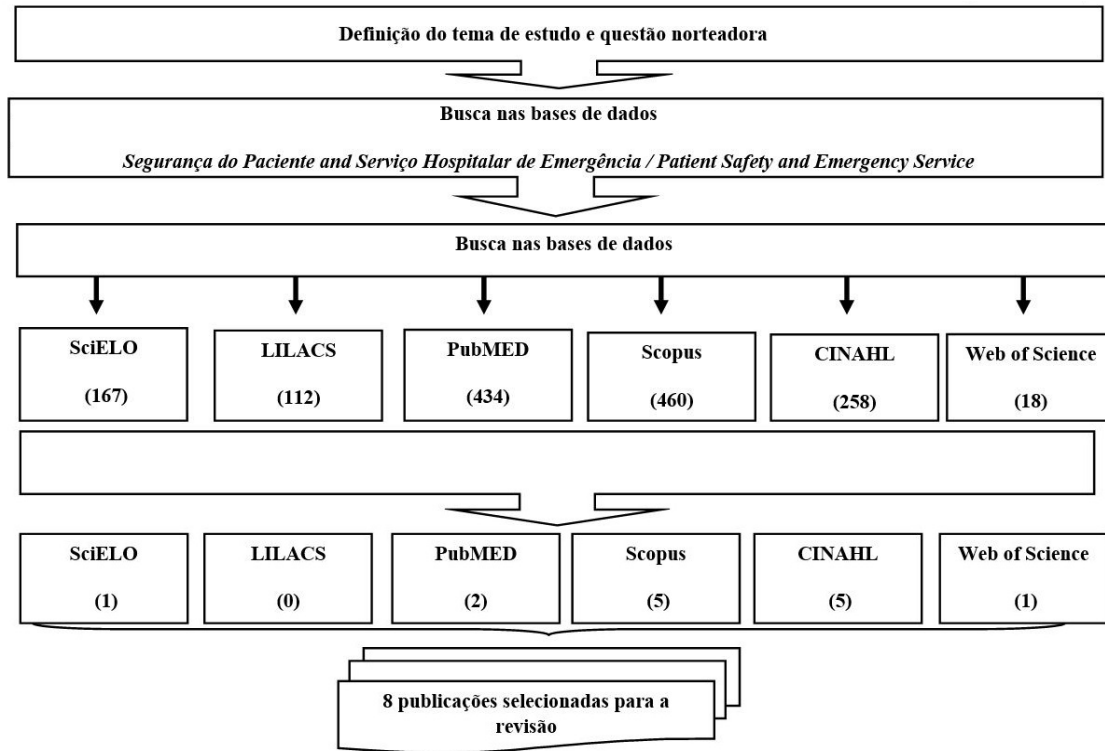 Definição do tema de estudo e questão norteadora
Busca nas bases de dados
Segurança do Paciente and Serviço Hospitalar de Emergência / Patient Safety and Emergency Service
Busca nas bases de dados
SciELO
(167)
LILACS
(112)
PubMED
(434)
Scopus
(460)
CINAHL
(258)
Web of Science
(18)
SciELO
(1)
LILACS
(0)
PubMED
(2)
Scopus
(5)
CINAHL
(5)
Web of Science
(1)
8 publicações selecionadas para a
revisão